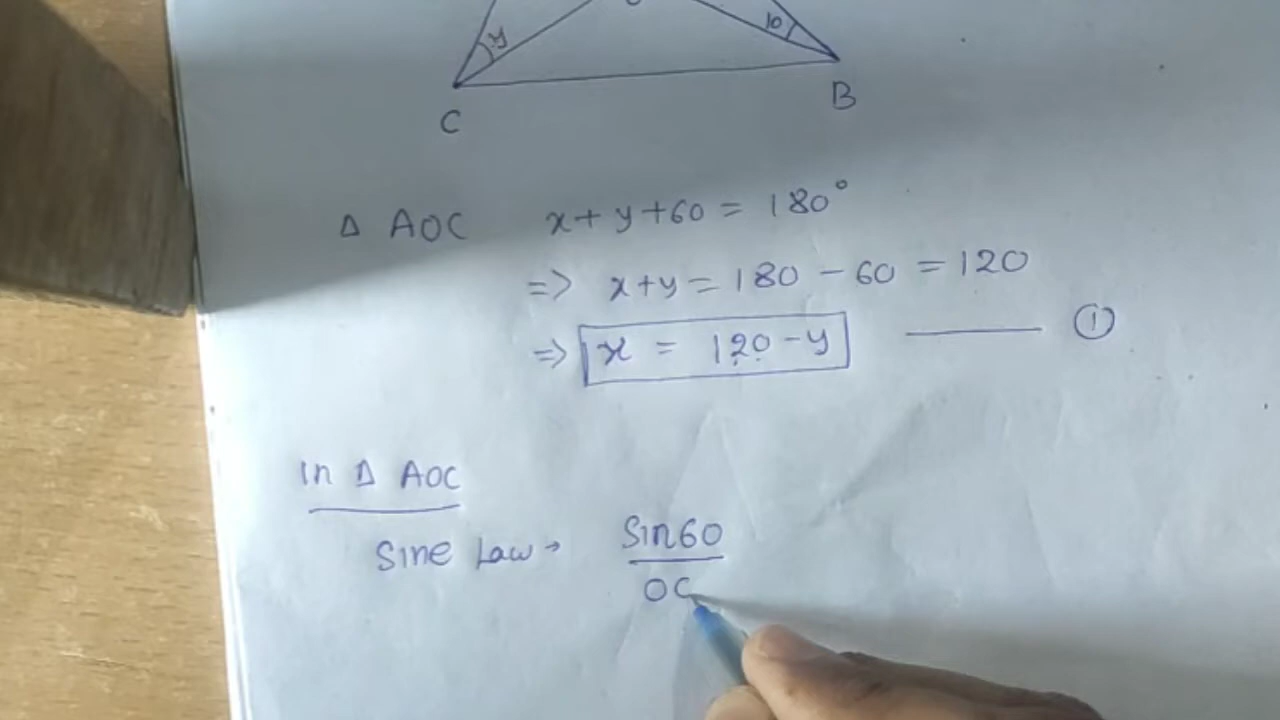 y 10
C B
Δ AOC x+y+60 = 180°
=> x+y = 180 - 60 = 120
=> x = 120-y ——— ①
In Δ AOC
Sine Law → Sin60
OC